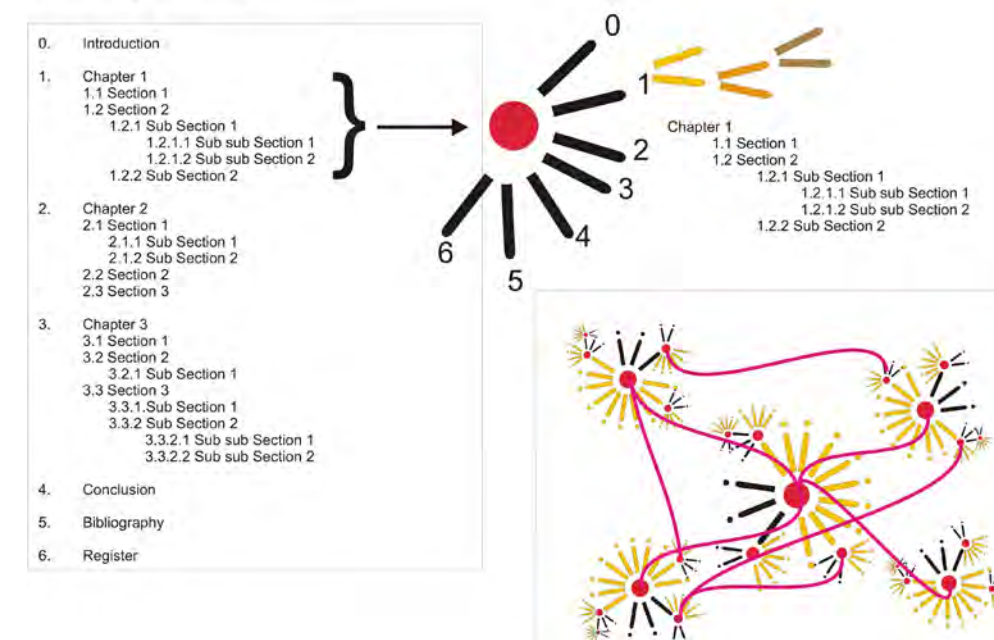 0. Introduction
1. Chapter 1
1.1 Section 1
1.2 Section 2
1.2.1 Sub Section 1
1.2.1.1 Sub sub Section 1
1.2.1.2 Sub sub Section 2
1.2.2 Sub Section 2
2. Chapter 2
2.1 Section 1
2.1.1 Sub Section 1
2.1.2 Sub Section 2
2.2 Section 2
2.3 Section 3
3. Chapter 3
3.1 Section 1
3.2 Section 2
3.2.1 Sub Section 1
3.3 Section 3
3.3.1.Sub Section 1
3.3.2 Sub Section 2
3.3.2.1 Sub sub Section 1
3.3.2.2 Sub sub Section 2
4. Conclusion
5. Bibliography
6. Register
0
1
2
3
4
5
6
Chapter 1
1.1 Section 1
1.2 Section 2
1.2.1 Sub Section 1
1.2.1.1 Sub sub Section 1
1.2.1.2 Sub sub Section 2
1.2.2 Sub Section 2